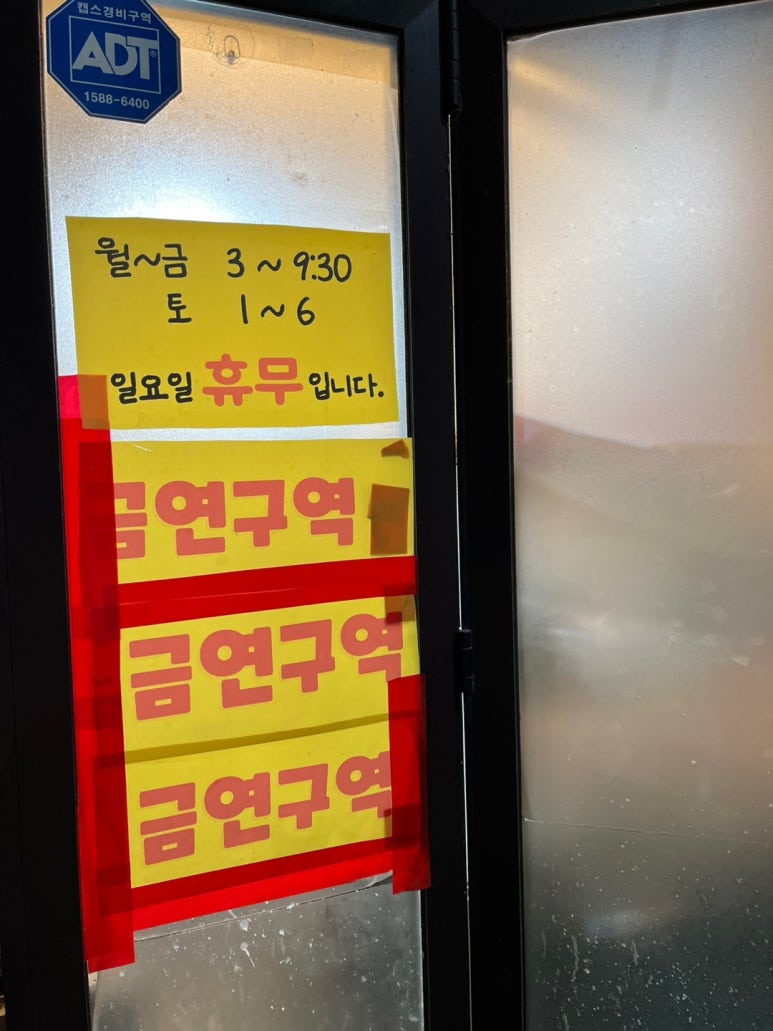 캡스경비구역
ADT
1588-6400
월~금 3~9:30
토 1~6
일요일 휴무입니다.
금연구역
금연구역
금연구역